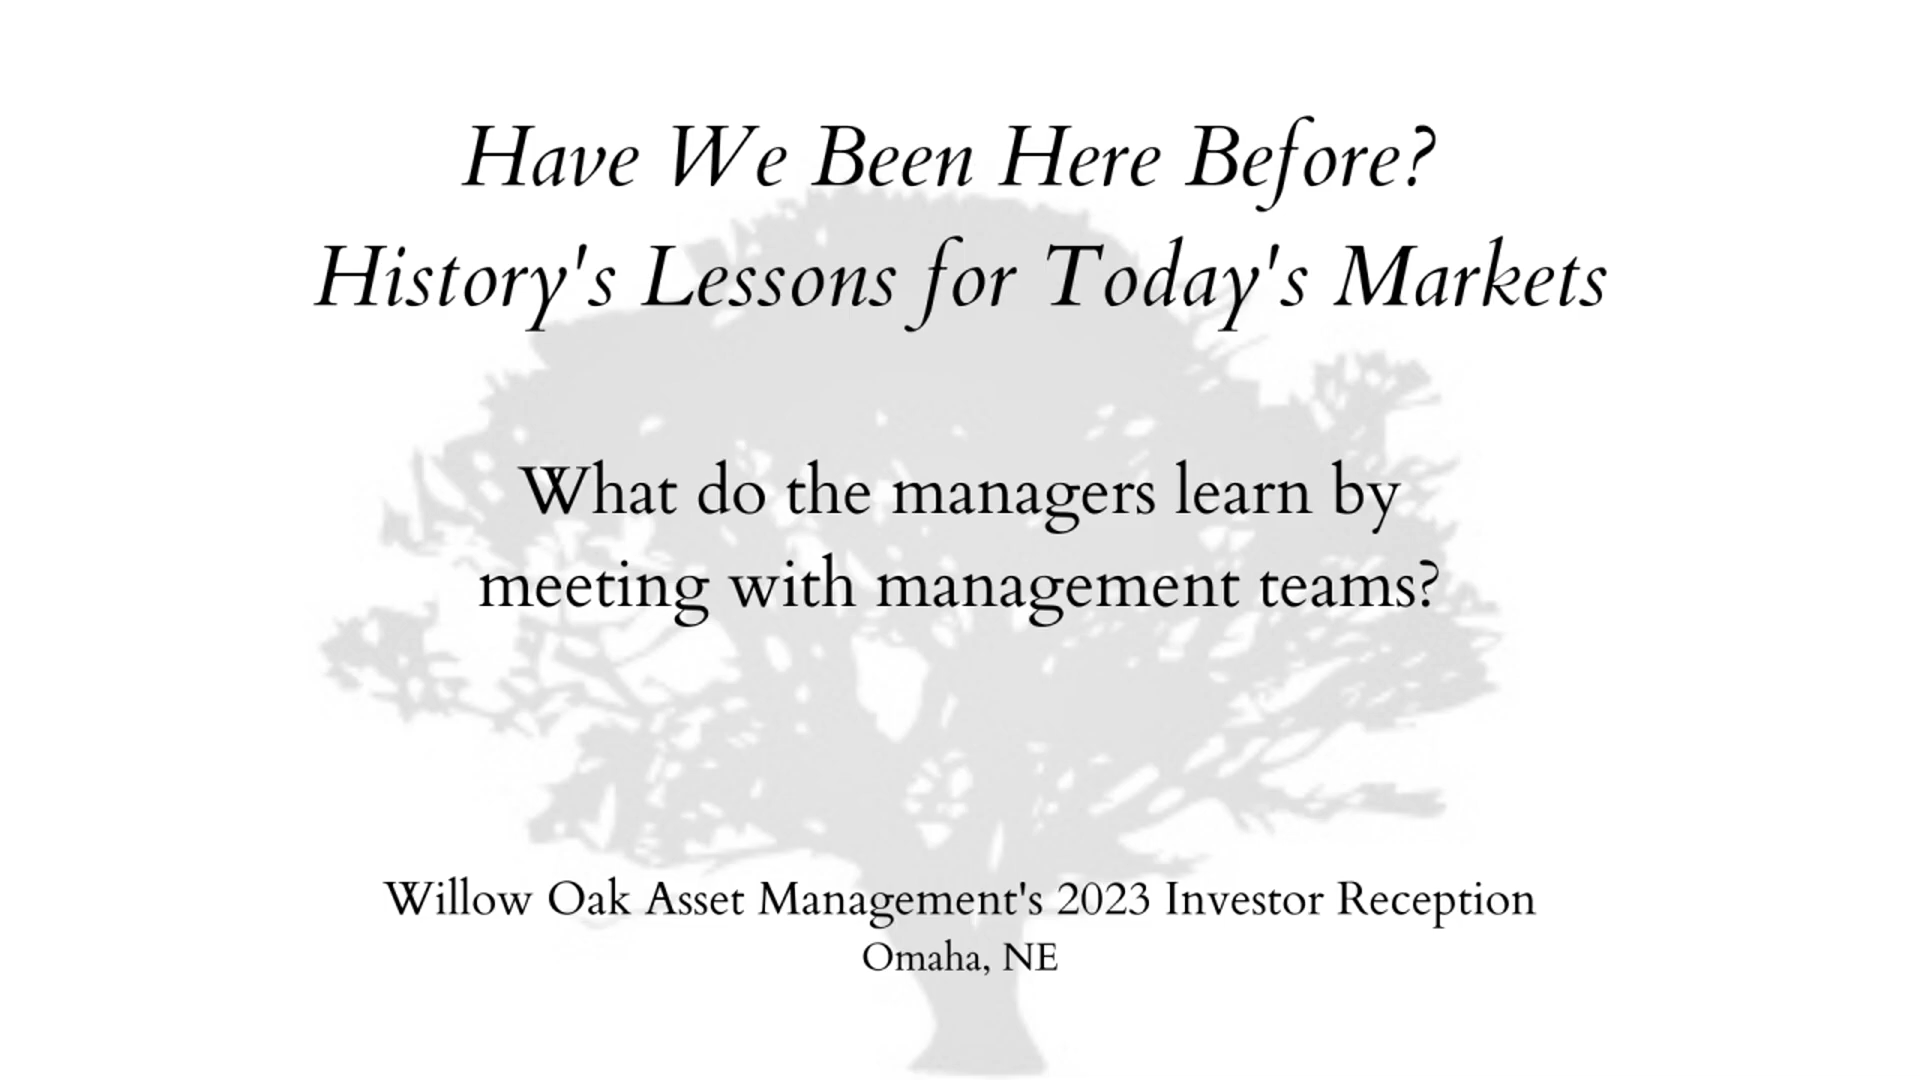 Have We Been Here Before?
History's Lessons for Today's Markets
What do the managers learn by
meeting with management teams?
Willow Oak Asset Management's 2023 Investor Reception
Omaha, NE